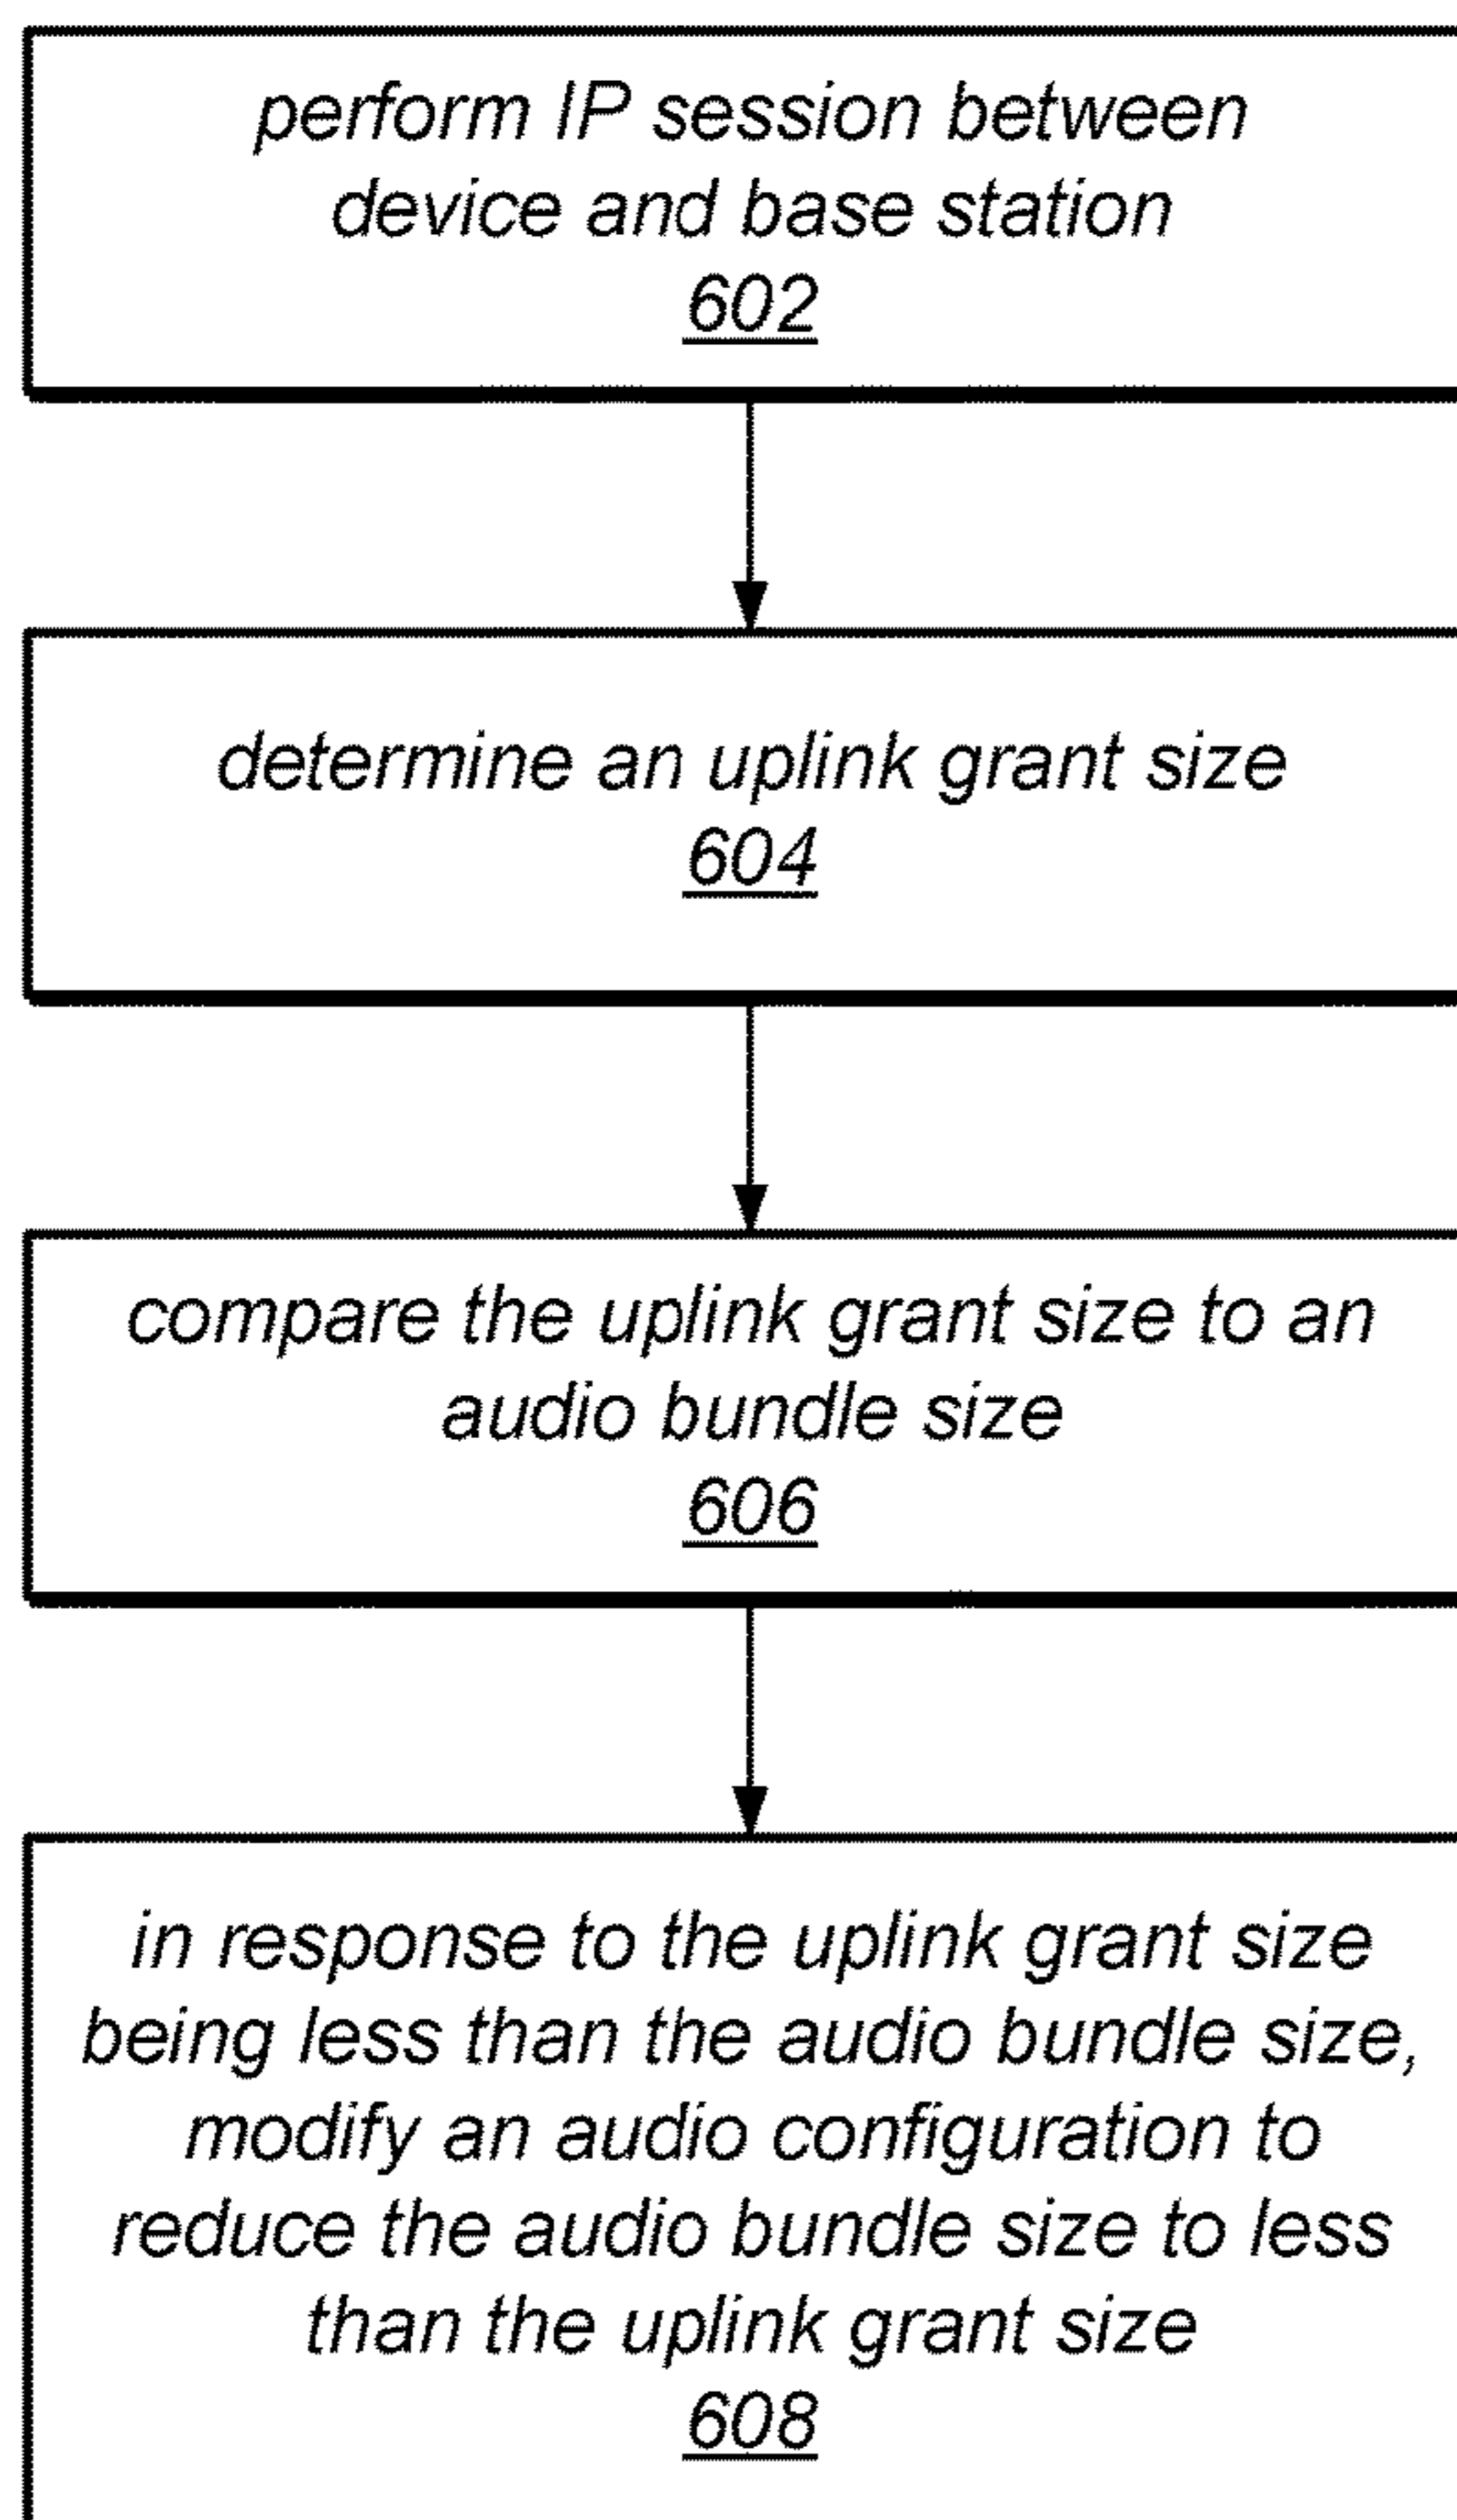 perform IP session between
device and base station
602
determine an uplink grant size
604
compare the uplink grant size to an
audio bundle size
606
in response to the uplink grant size
being less than the audio bundle size,
modify an audio configuration to
reduce the audio bundle size to less
than the uplink grant size
608